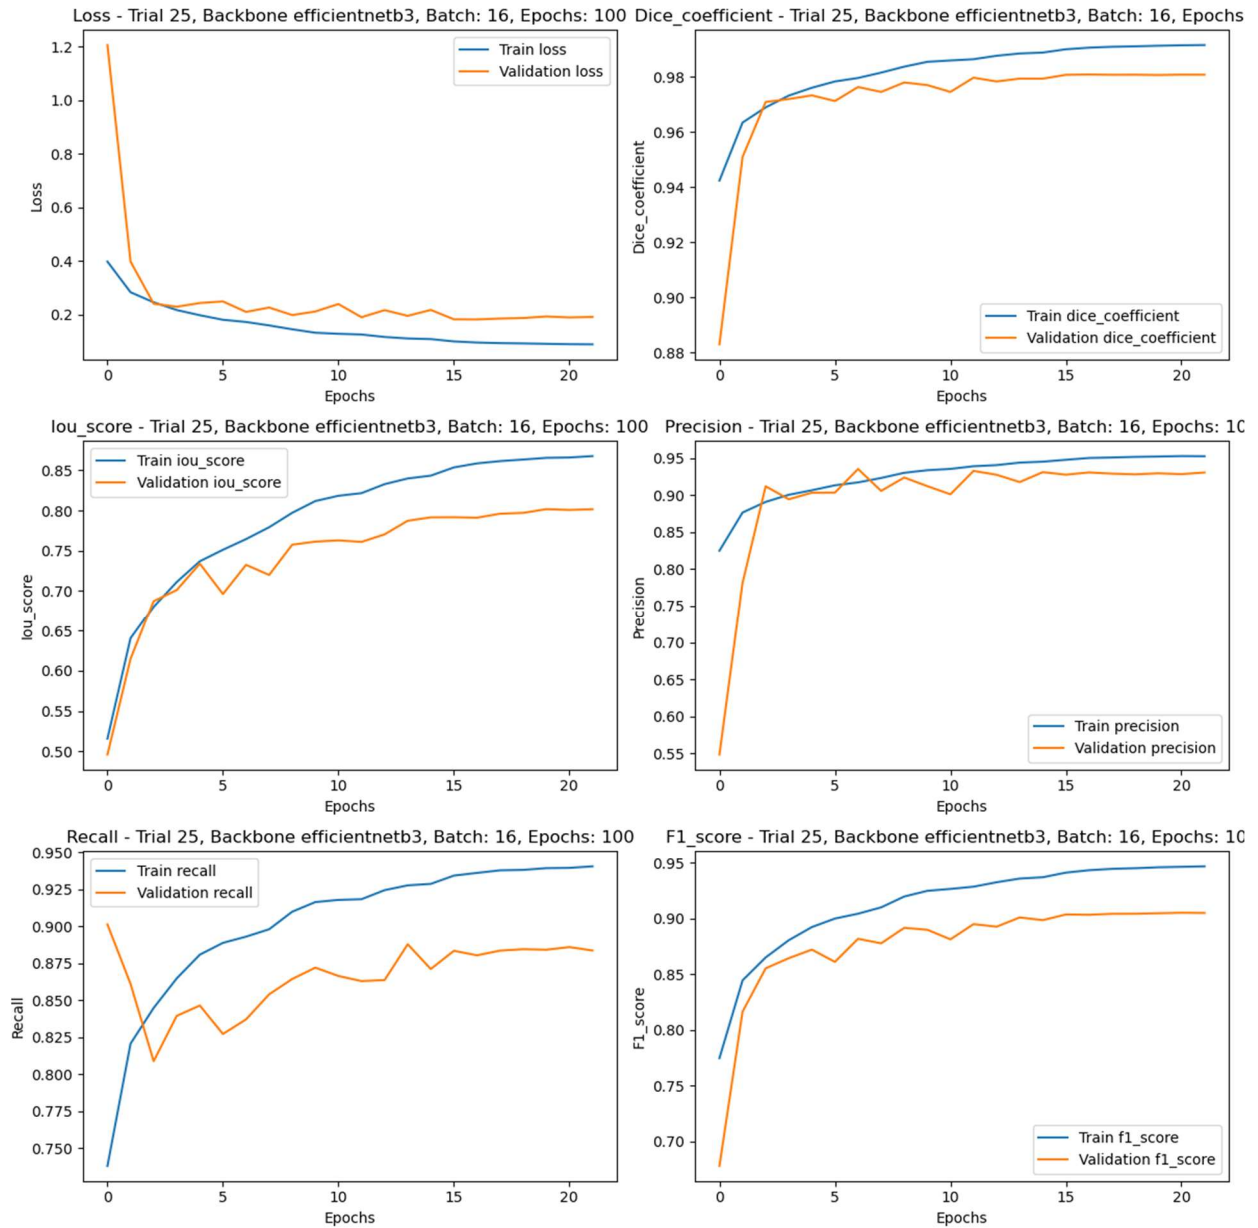 Loss - Trial 25, Backbone efficientnetb3, Batch: 16, Epochs: 100
Train loss
Validation loss
1.2
1.0
0.8
0.6
0.4
0.2
Loss
0 5 10 15 20
Epochs
Dice_coefficient - Trial 25, Backbone efficientnetb3, Batch: 16, Epochs
0.98
0.96
0.94
0.92
0.90
0.88
Dice_coefficient
Train dice_coefficient
Validation dice_coefficient
0 5 10 15 20
Epochs
Iou_score - Trial 25, Backbone efficientnetb3, Batch: 16, Epochs: 100
Train iou_score
Validation iou_score
0.85
0.80
0.75
0.70
0.65
0.60
0.55
0.50
Iou_score
0 5 10 15 20
Epochs
Precision - Trial 25, Backbone efficientnetb3, Batch: 16, Epochs: 10
0.95
0.90
0.85
0.80
0.75
0.70
0.65
0.60
0.55
Precision
Train precision
Validation precision
0 5 10 15 20
Epochs
Recall - Trial 25, Backbone efficientnetb3, Batch: 16, Epochs: 100
Train recall
Validation recall
0.950
0.925
0.900
0.875
0.850
0.825
0.800
0.775
0.750
Recall
0 5 10 15 20
Epochs
F1_score - Trial 25, Backbone efficientnetb3, Batch: 16, Epochs: 10
0.95
0.90
0.85
0.80
0.75
0.70
F1_score
Train f1_score
Validation f1_score
0 5 10 15 20
Epochs